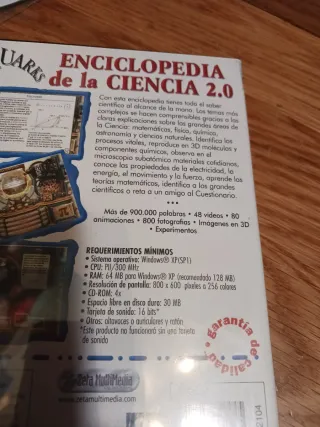 QUARKS
ENCICLOPEDIA
de la CIENCIA 2.0
Con esta enciclopedia tienes todo el saber
científico al alcance de la mano. Los temas más
complejos se hacen comprensibles gracias a las
claras explicaciones sobre las grandes áreas de
la Ciencia: matemáticas, física, química,
astronomía y ciencias naturales. Identifica los
procesos vitales, reproduce en 3D moléculas y
componentes químicos, observa en el
microscopio subatómico materiales cotidianos,
conoce las propiedades de la electricidad, la
energía, el movimiento y la fuerza, aprende las
teorías matemáticas, identifica a los grandes
científicos o reta a un amigo al Cuestionario.
•••
Más de 900.000 palabras • 48 videos • 80
animaciones • 800 fotografías • Imágenes en 3D
• Experimentos
REQUERIMIENTOS MÍNIMOS
• Sistema operativo: Windows® XP(SP1)
• CPU: PII/300 MHz
• RAM: 64 MB para Windows® XP (recomendado 128 MB)
• Resolución de pantalla: 800 x 600 píxeles a 256 colores
• CD-ROM: 4x
• Espacio libre en disco duro: 30 MB
• Tarjeta de sonido: 16 bits*
• Otros: altavoces o auriculares y ratón
*Este producto no funcionará sin una tarjeta
de sonido
• garantía •
de calidad
Zeta MultiMedia
www.zetamultimedia.com
2104